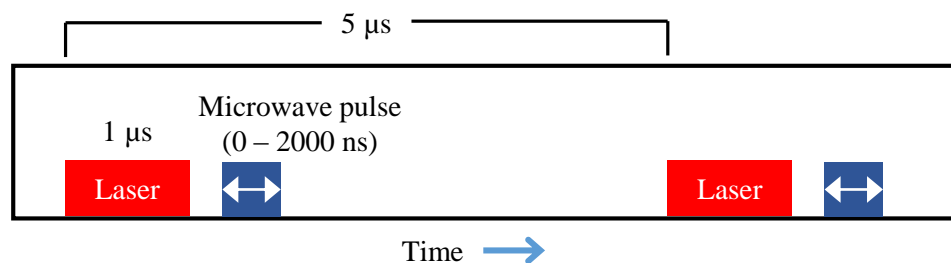 5 µs
Microwave pulse
1 µs
(0 – 2000 ns)
Laser
Laser
Time